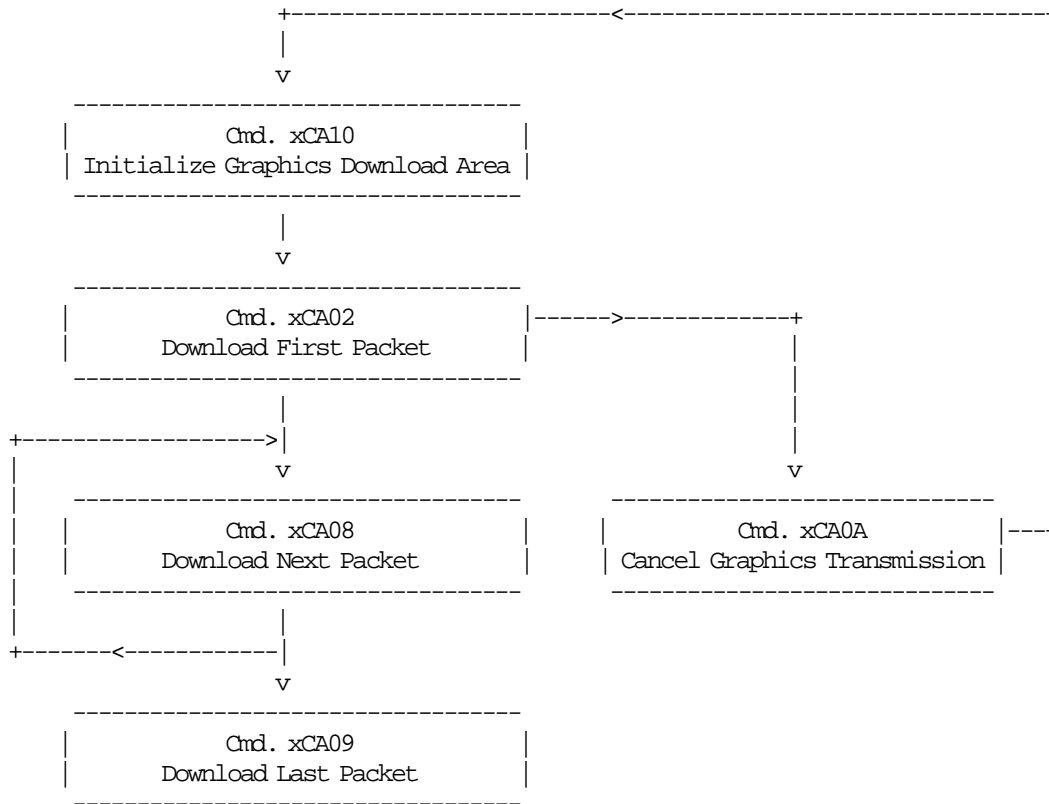 Cmd. xCA10
Initialize Graphics Download Area
Cmd. xCA02
Download First Packet
Cmd. xCA08
Download Next Packet
Cmd. xCA0A
Cancel Graphics Transmission
Cmd. xCA09
Download Last Packet